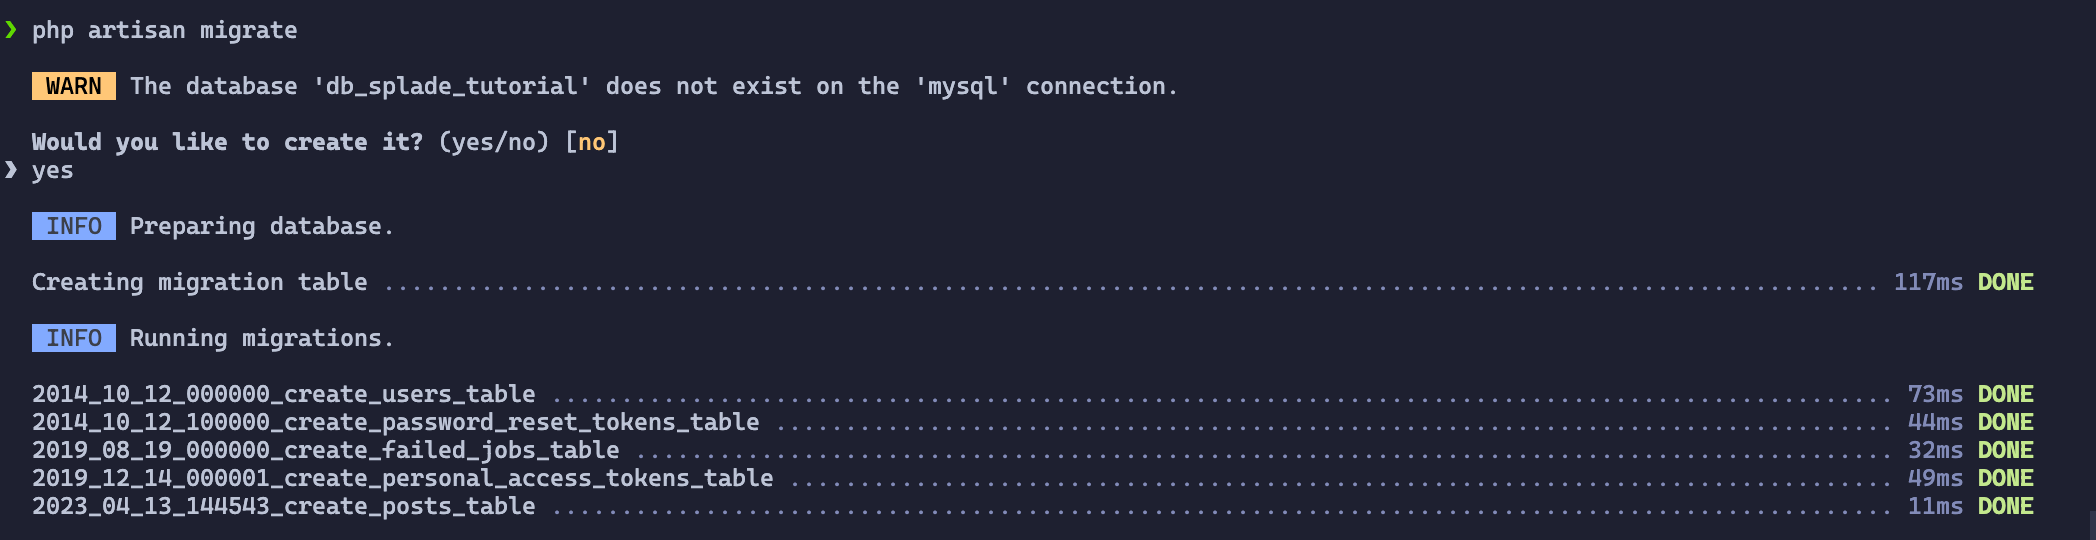 ❯ php artisan migrate
WARN The database 'db_splade_tutorial' does not exist on the 'mysql' connection.
Would you like to create it? (yes/no) [no]
❯ yes
INFO Preparing database.
Creating migration table ........................................................................................................... 117ms DONE
INFO Running migrations.
2014_10_12_000000_create_users_table ................................................................................................ 73ms DONE
2014_10_12_100000_create_password_reset_tokens_table ................................................................................ 44ms DONE
2019_08_19_000000_create_failed_jobs_table .......................................................................................... 32ms DONE
2019_12_14_000001_create_personal_access_tokens_table ............................................................................... 49ms DONE
2023_04_13_144543_create_posts_table ................................................................................................ 11ms DONE